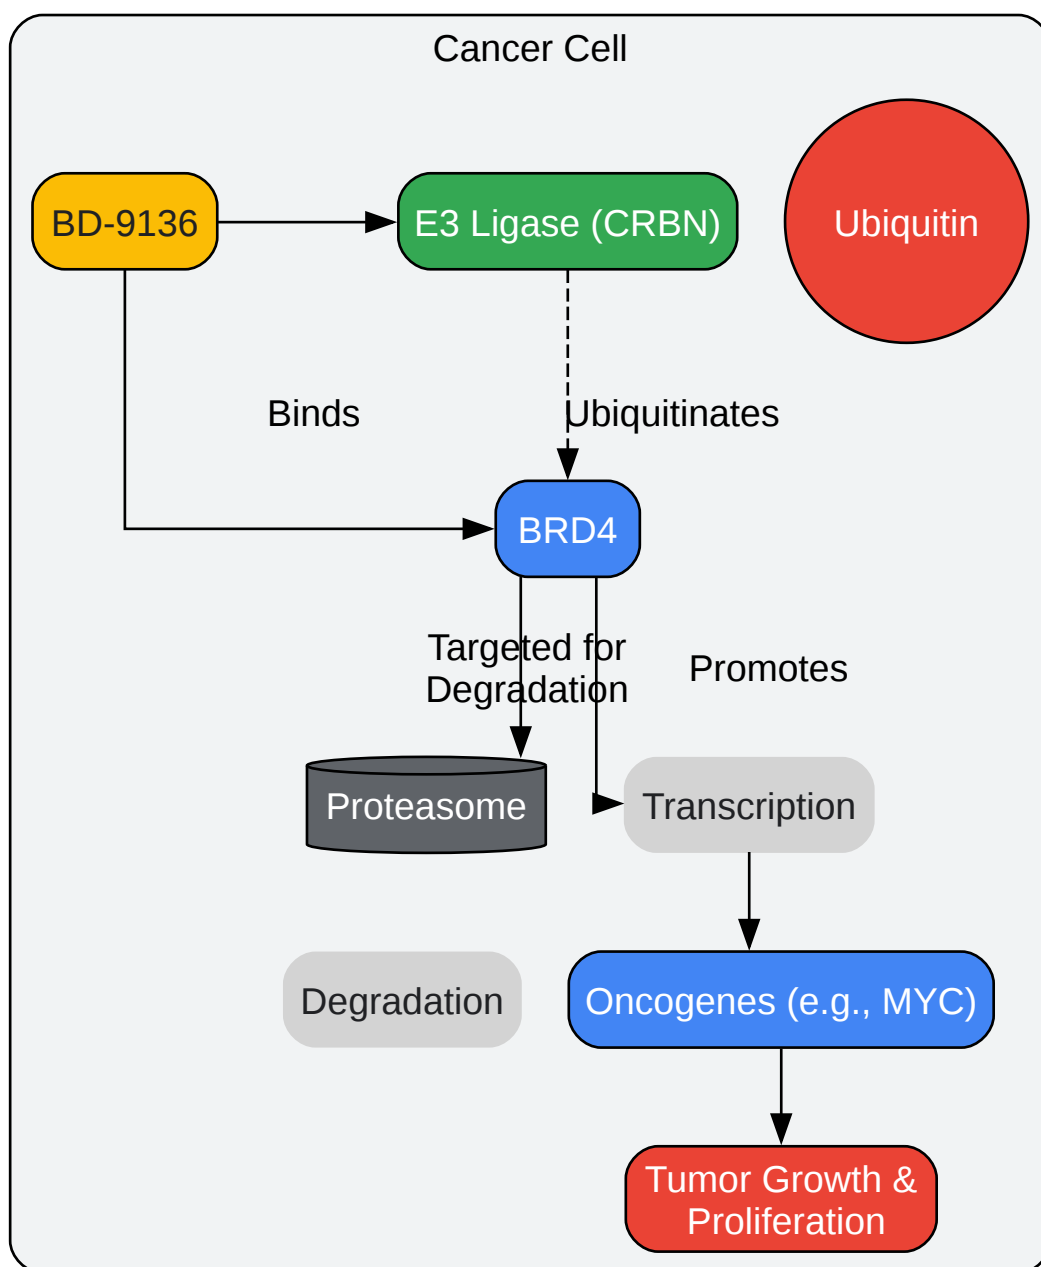 Cancer Cell
BD-9136
E3 Ligase (CRBN)
Ubiquitin
Binds
Ubiquitinates
BRD4
Targeted for
Degradation
Promotes
Proteasome
Transcription
Degradation
Oncogenes (e.g., MYC)
Tumor Growth &
Proliferation